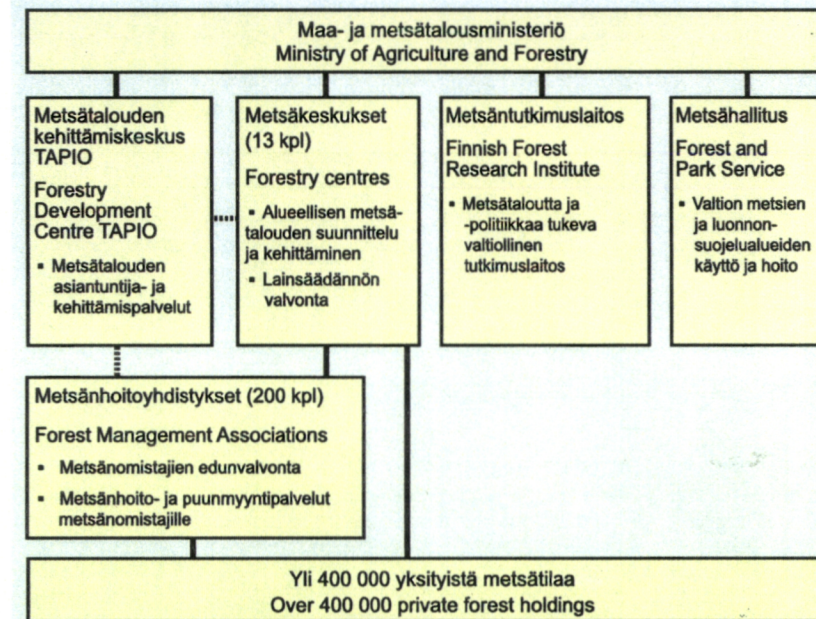 Maa- ja metsätalousministeriö
Ministry of Agriculture and Forestry
Metsätalouden
kehittämiskeskus
TAPIO
Forestry
Development
Centre TAPIO
▪ Metsätalouden
asiantuntija- ja
kehittämispalvelut
Metsäkeskukset
(13 kpl)
Forestry centres
▪ Alueellisen metsä-
talouden suunnittelu
ja kehittäminen
▪ Lainsäädännön
valvonta
Metsäntutkimuslaitos
Finnish Forest
Research Institute
▪ Metsätaloutta ja
-politiikkaa tukeva
valtiollinen
tutkimuslaitos
Metsähallitus
Forest and
Park Service
▪ Valtion metsien
ja luonnon-
suojelualueiden
käyttö ja hoito
Metsänhoitoyhdistykset (200 kpl)
Forest Management Associations
▪ Metsänomistajien edunvalvonta
▪ Metsänhoito- ja puunmyyntipalvelut
metsänomistajille
Yli 400 000 yksityistä metsätilaa
Over 400 000 private forest holdings